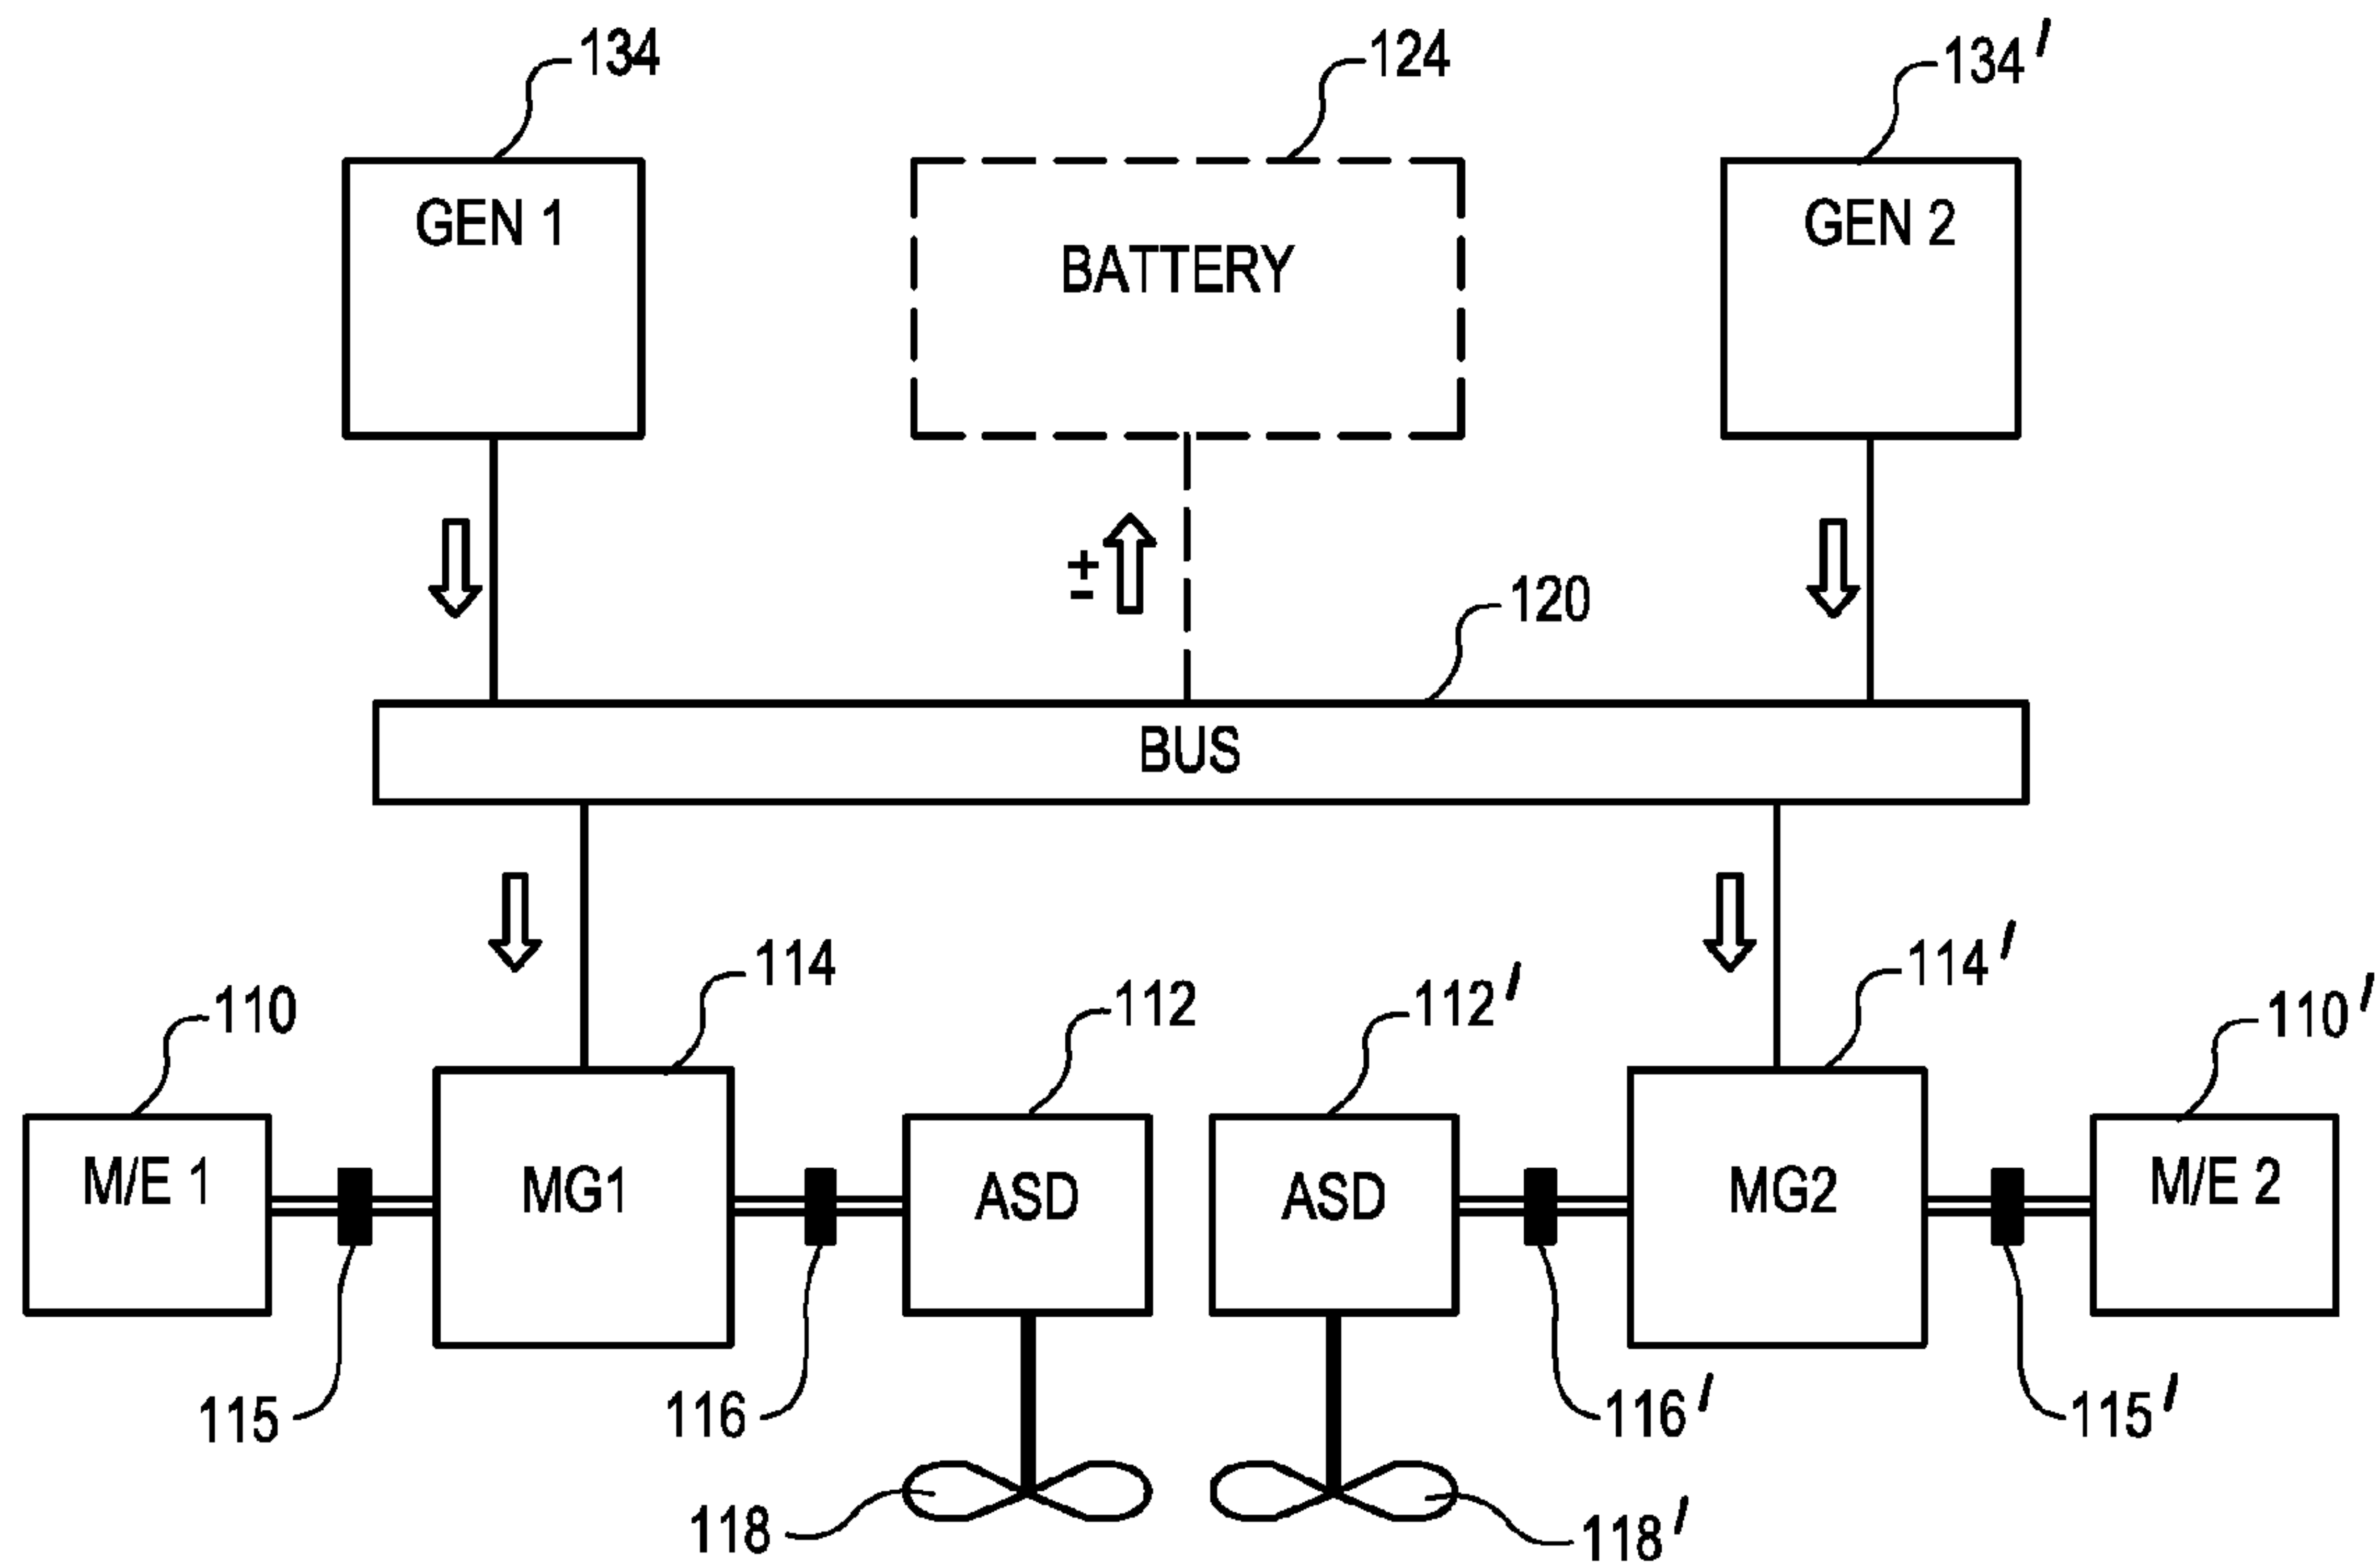 134
124
134′
GEN 1
BATTERY
GEN 2
±
120
BUS
114
112
112′
114′
110
110′
M/E 1
MG1
ASD
ASD
MG2
M/E 2
115
116
116′
115′
118
118′